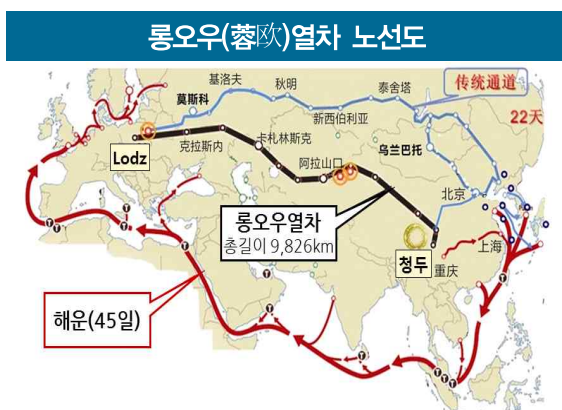 롱오우(蓉欧)열차 노선도
传统通道
22天
基洛夫
秋明
泰舍塔
莫斯科
新西伯利亚
卡札林斯克
乌兰巴托
克拉斯内
Lodz
阿拉山口
北京
롱오우열차
총길이 9,826km
청두
重庆
上海
해운(45일)